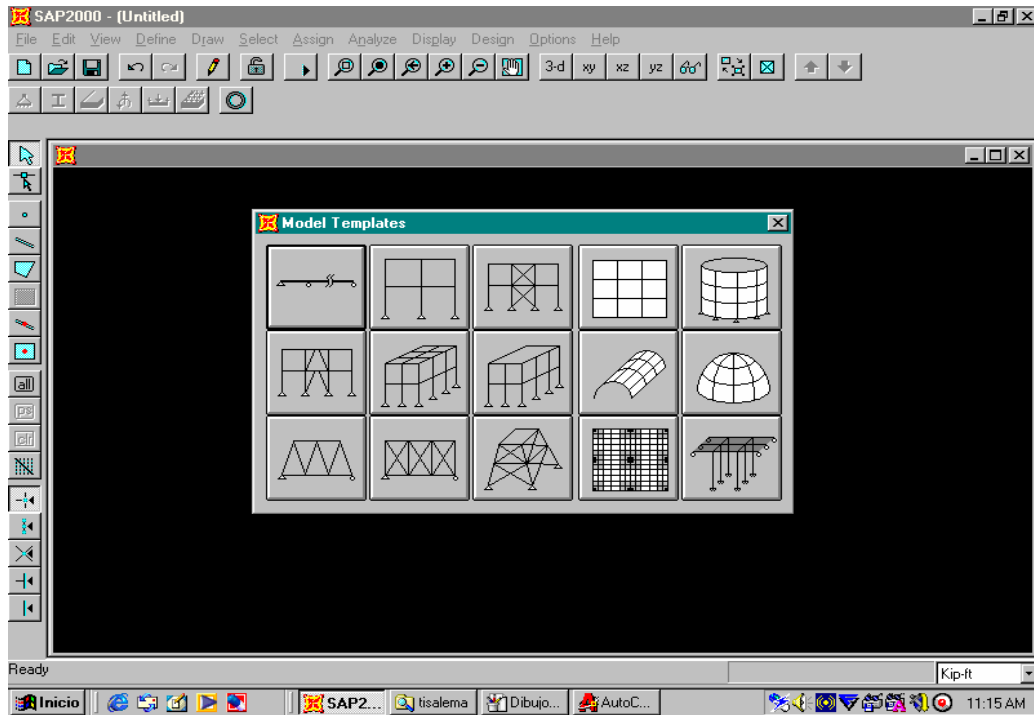 SAP2000 - (Untitled)
File Edit View Define Draw Select Assign Analyze Display Design Options Help
3-d xy xz yz
Model Templates
all
ps
clr
Ready
Kip-ft
Inicio SAP2... tisalema Dibujo... AutoC... 11:15 AM